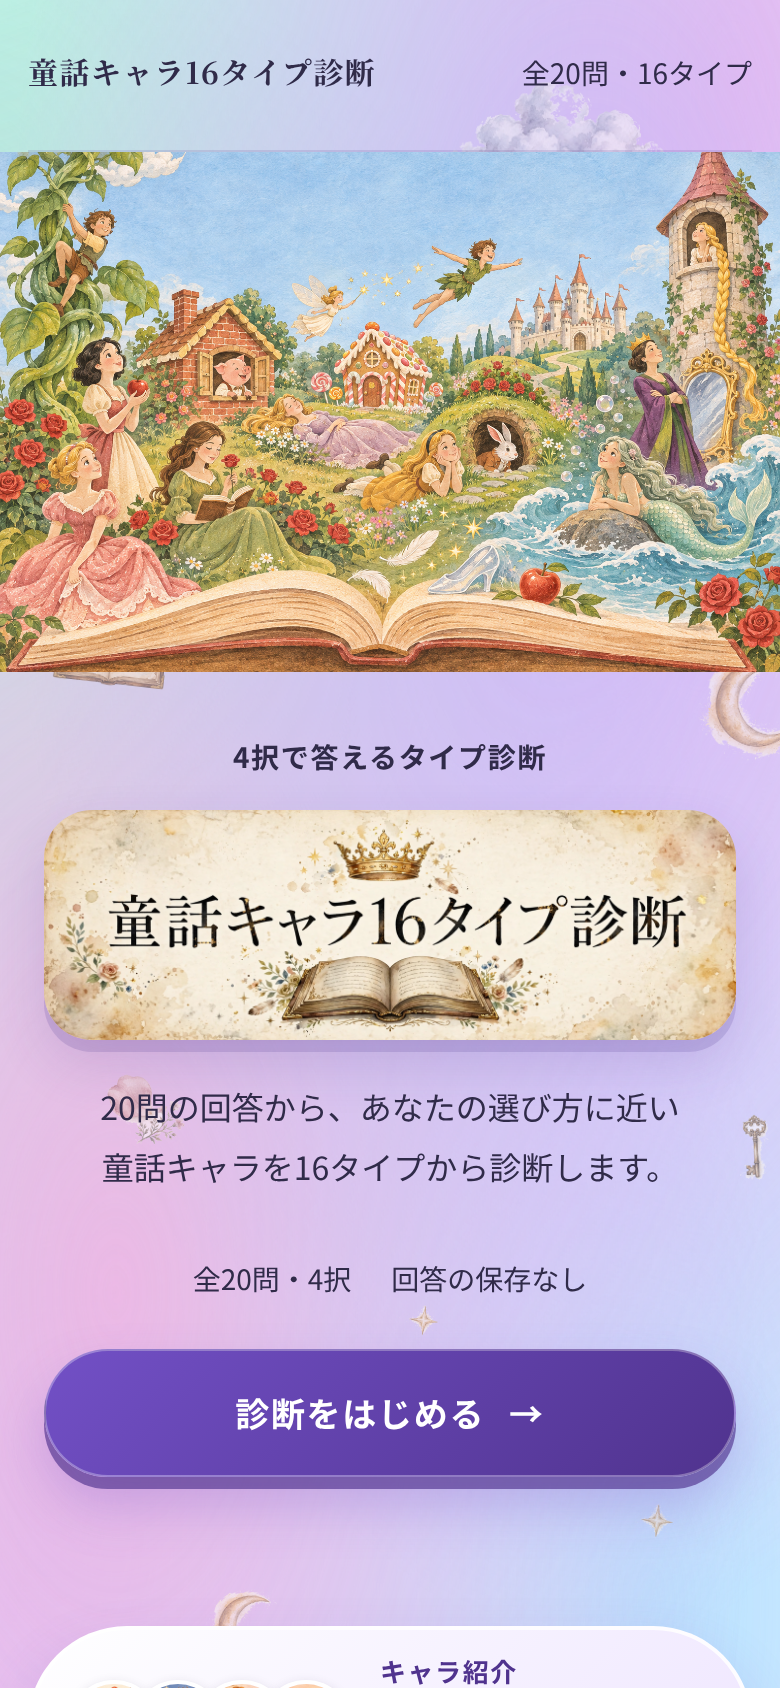 童話キャラ16タイプ診断
全20問・16タイプ
4択で答えるタイプ診断
童話キャラ16タイプ診断
20問の回答から、あなたの選び方に近い
童話キャラを16タイプから診断します。
全20問・4択 回答の保存なし
診断をはじめる →
キャラ紹介